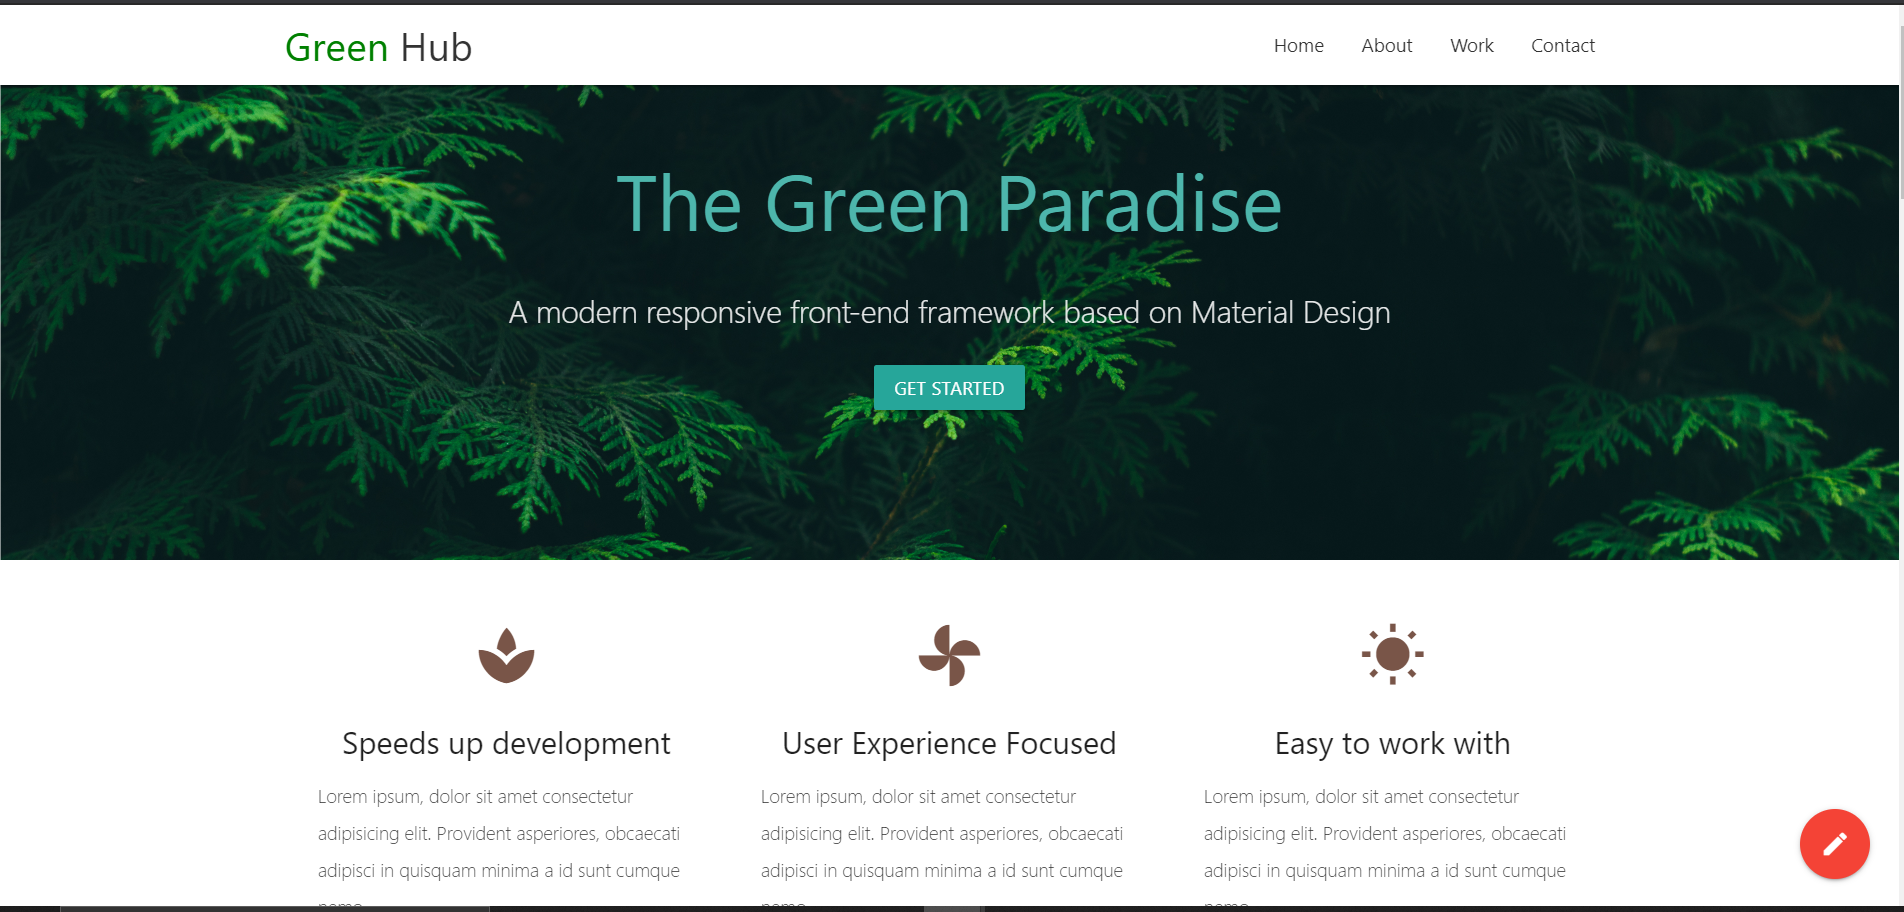 Green Hub
Home About Work Contact
The Green Paradise
A modern responsive front-end framework based on Material Design
GET STARTED
Speeds up development
Lorem ipsum, dolor sit amet consectetur
adipisicing elit. Provident asperiores, obcaecati
adipisci in quisquam minima a id sunt cumque
User Experience Focused
Lorem ipsum, dolor sit amet consectetur
adipisicing elit. Provident asperiores, obcaecati
adipisci in quisquam minima a id sunt cumque
Easy to work with
Lorem ipsum, dolor sit amet consectetur
adipisicing elit. Provident asperiores, obcaecati
adipisci in quisquam minima a id sunt cumque